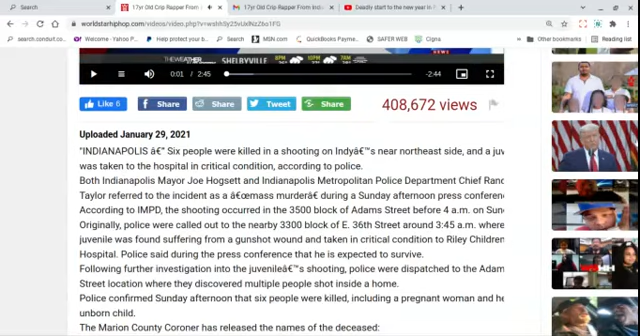 Search
17yr Old Crip Rapper From
17yr Old Crip Rapper From Indi
Deadly start to the new year in
worldstarhiphop.com/videos/video.php?v=
search.conduit.co...
Welcome - Yahoo! P...
Help protect your b...
Search
MSN.com
QuickBooks Payme...
SAFER WEB
Cigna
Other bookmarks
Reading list
THEWEATHER
SHELBYVILLE
8PM
7AM
NEWS
0:01 / 2:45
-2:44
Like 6
Share
Share
Tweet
Share
408,672 views
Uploaded January 29, 2021
"INDIANAPOLIS â€" Six people were killed in a shooting on Indyâ€™s near northeast side, and a juv
was taken to the hospital in critical condition, according to police.
Both Indianapolis Mayor Joe Hogsett and Indianapolis Metropolitan Police Department Chief Rand
Taylor referred to the incident as a â€œmass murderâ€ during a Sunday afternoon press conferen
According to IMPD, the shooting occurred in the 3500 block of Adams Street before 4 a.m. on Sun
Originally, police were called out to the nearby 3300 block of E. 36th Street around 3:45 a.m. where
juvenile was found suffering from a gunshot wound and taken in critical condition to Riley Children
Hospital. Police said during the press conference that he is expected to survive.
Following further investigation into the juvenileâ€™s shooting, police were dispatched to the Adam
Street location where they discovered multiple people shot inside a home.
Police confirmed Sunday afternoon that six people were killed, including a pregnant woman and he
unborn child.
The Marion County Coroner has released the names of the deceased: